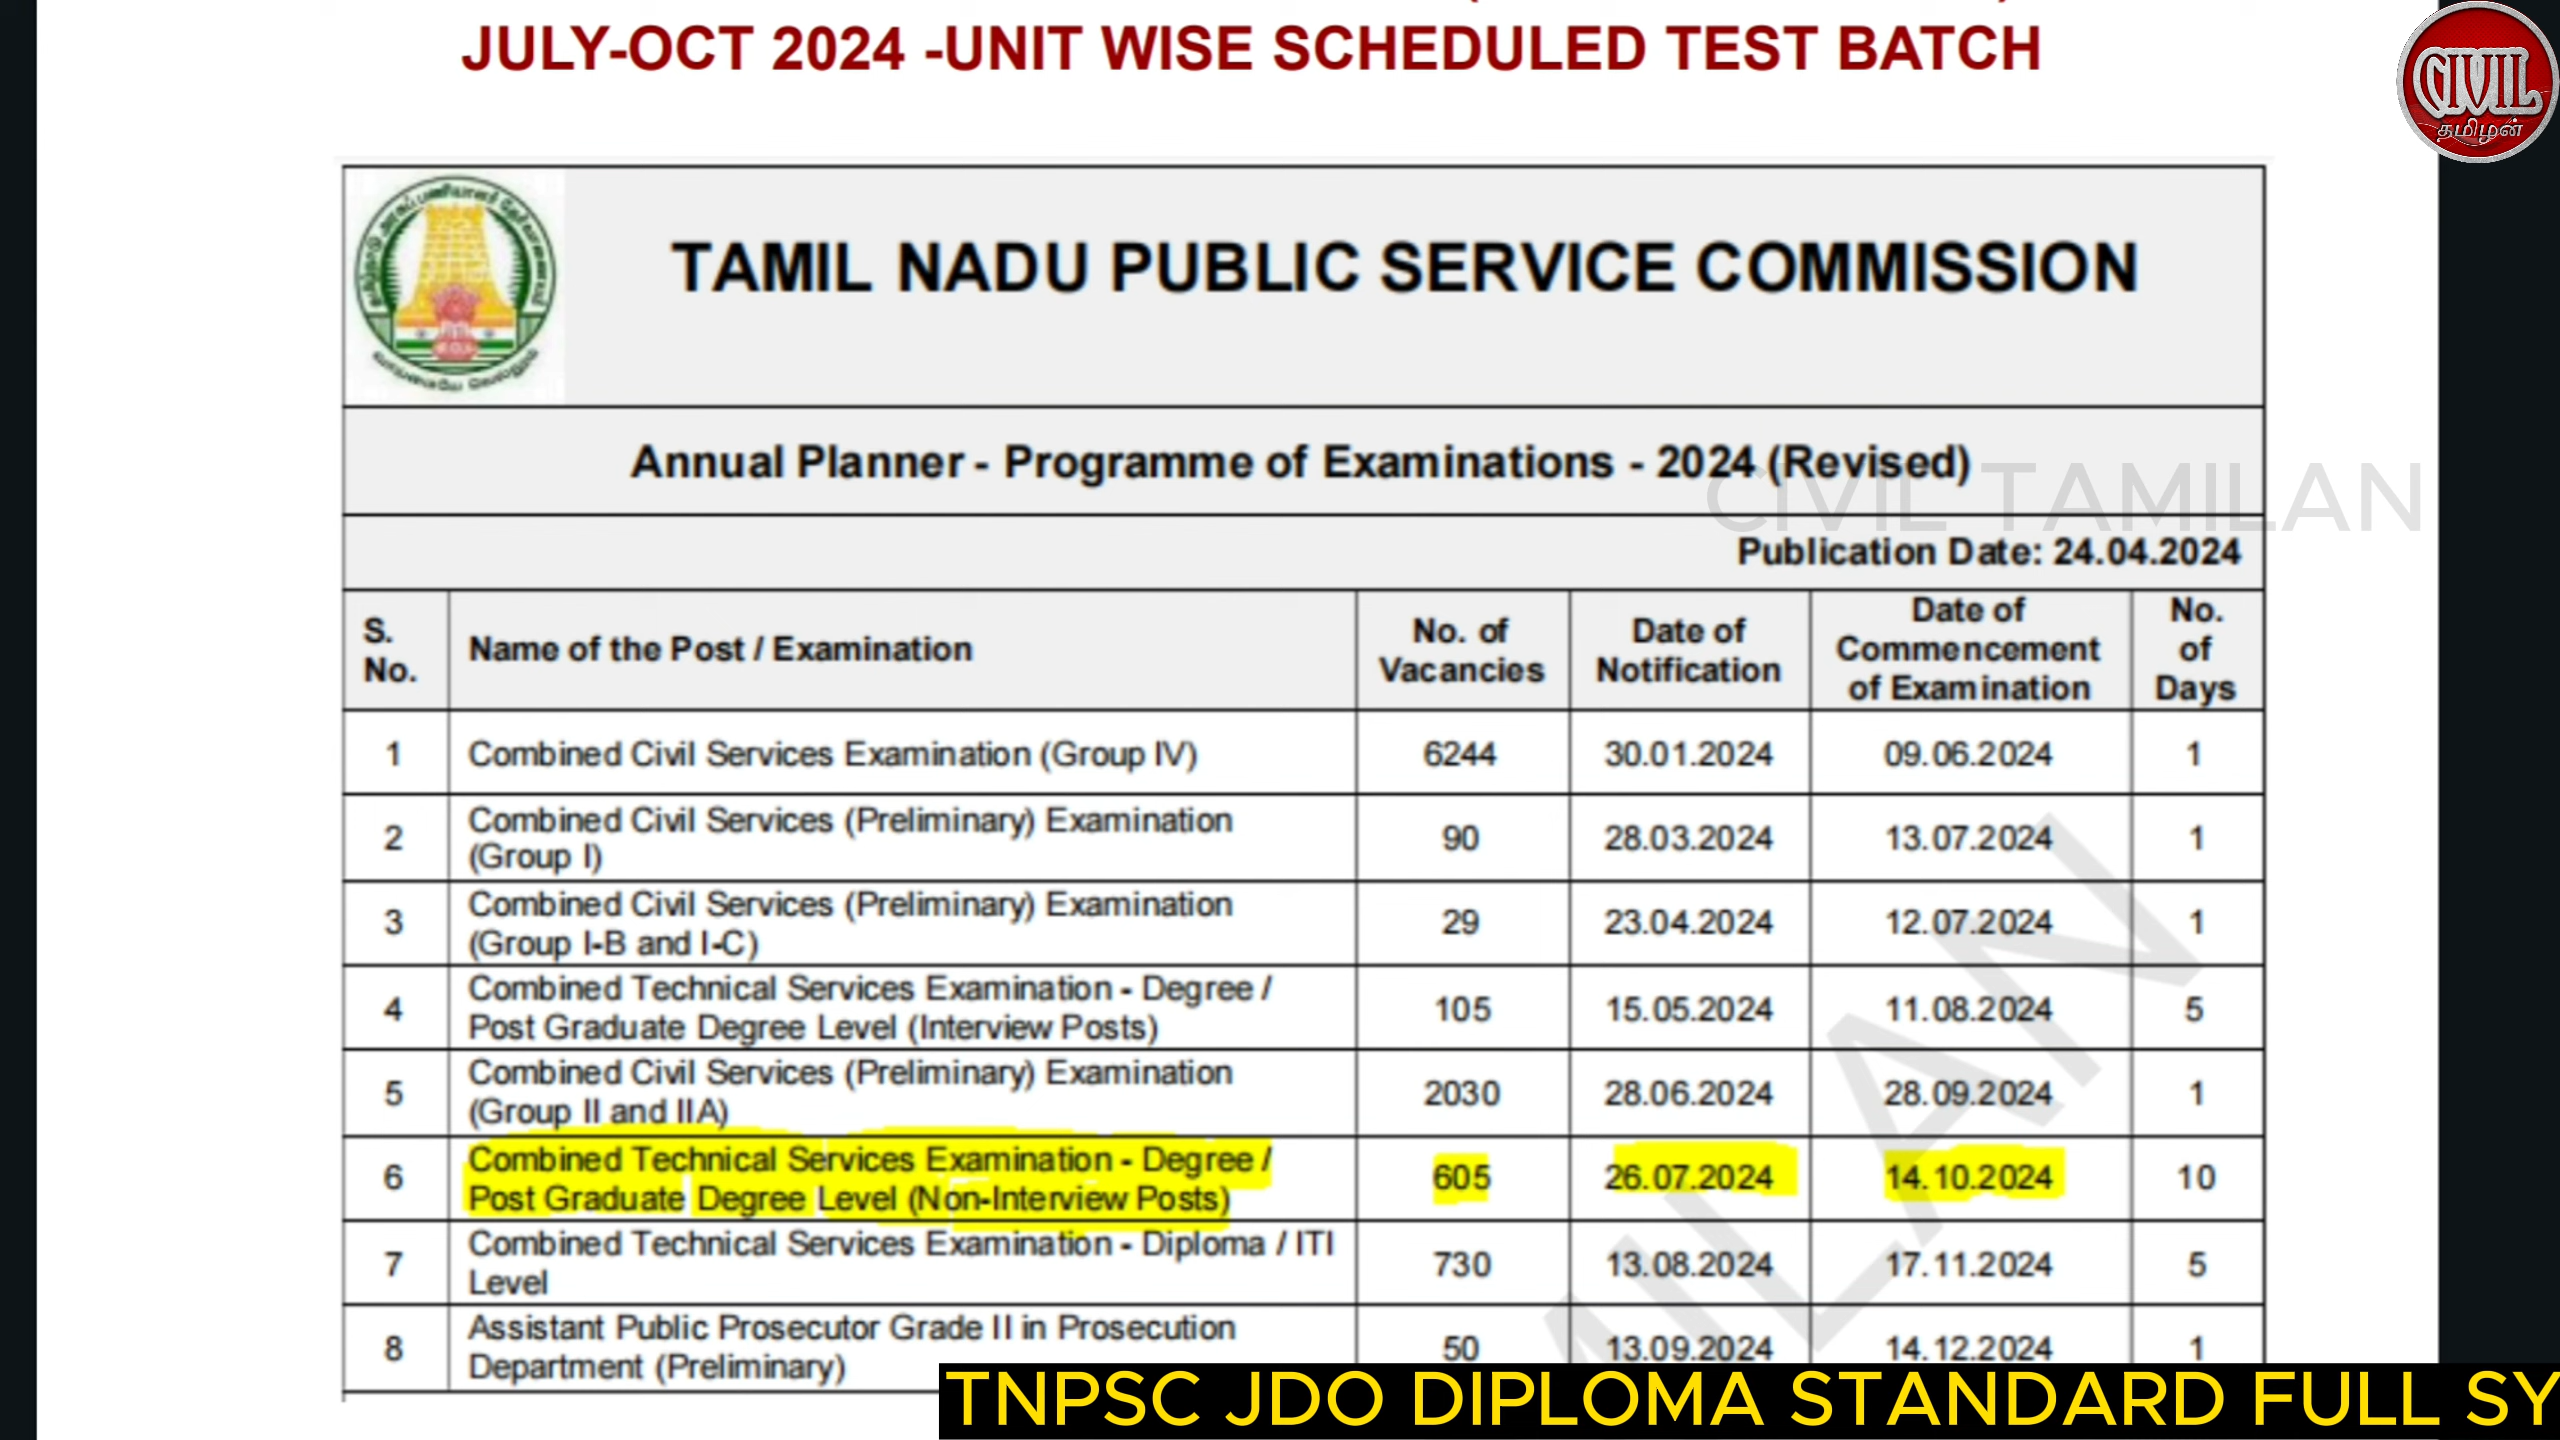 JULY-OCT 2024 -UNIT WISE SCHEDULED TEST BATCH
CIVIL
தமிழன்
TAMIL NADU PUBLIC SERVICE COMMISSION
Annual Planner - Programme of Examinations - 2024 (Revised)
CIVIL TAMILAN
Publication Date: 24.04.2024
S. No. Name of the Post / Examination No. of Vacancies Date of Notification Date of Commencement of Examination No. of Days
1 Combined Civil Services Examination (Group IV) 6244 30.01.2024 09.06.2024 1
2 Combined Civil Services (Preliminary) Examination (Group I) 90 28.03.2024 13.07.2024 1
3 Combined Civil Services (Preliminary) Examination (Group I-B and I-C) 29 23.04.2024 12.07.2024 1
4 Combined Technical Services Examination - Degree / Post Graduate Degree Level (Interview Posts) 105 15.05.2024 11.08.2024 5
5 Combined Civil Services (Preliminary) Examination (Group II and IIA) 2030 28.06.2024 28.09.2024 1
6 Combined Technical Services Examination - Degree / Post Graduate Degree Level (Non-Interview Posts) 605 26.07.2024 14.10.2024 10
7 Combined Technical Services Examination - Diploma / ITI Level 730 13.08.2024 17.11.2024 5
8 Assistant Public Prosecutor Grade II in Prosecution Department (Preliminary) 50 13.09.2024 14.12.2024 1
TNPSC JDO DIPLOMA STANDARD FULL SY